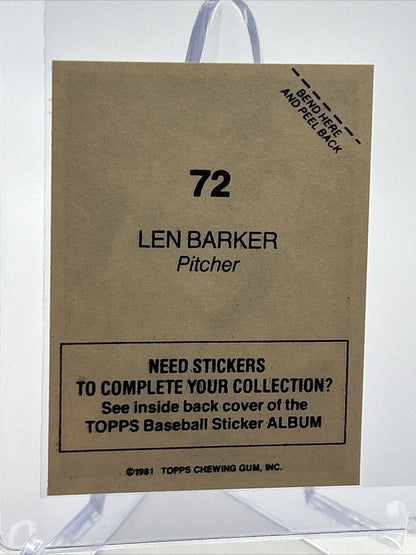 BEND HERE
AND PEEL BACK
72
LEN BARKER
Pitcher
NEED STICKERS
TO COMPLETE YOUR COLLECTION?
See inside back cover of the
TOPPS Baseball Sticker ALBUM
©1981 TOPPS CHEWING GUM, INC.